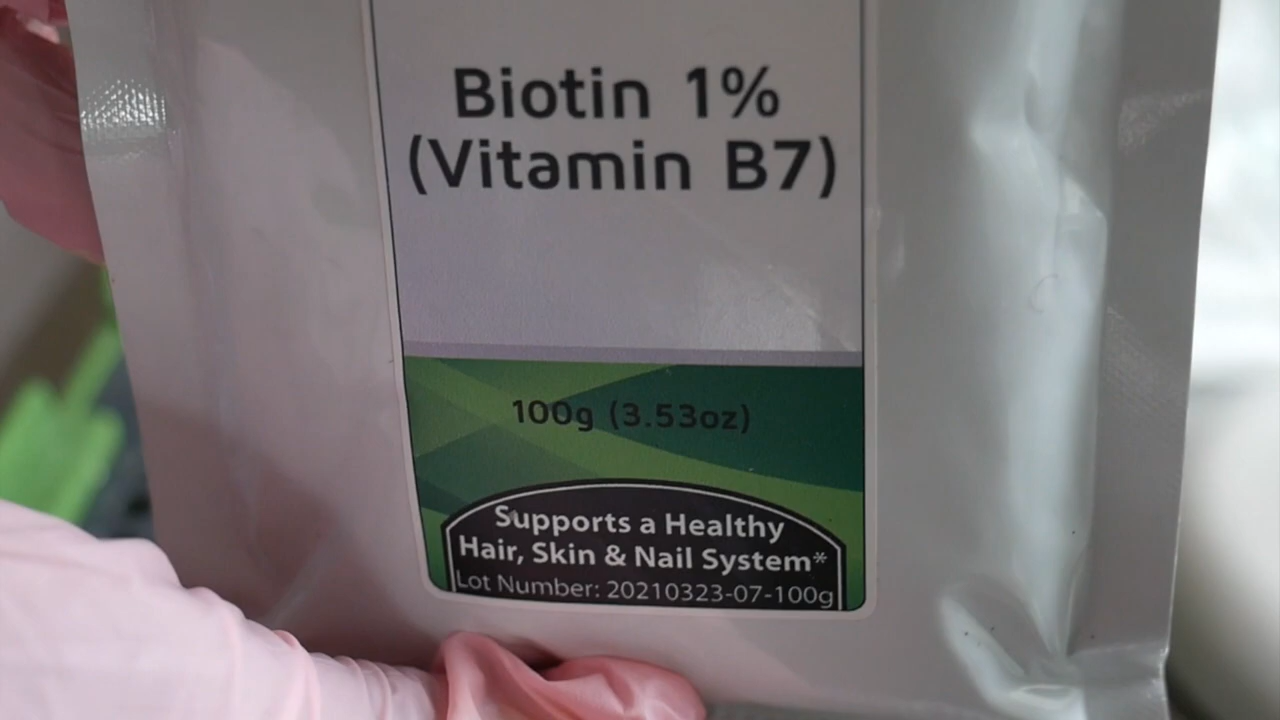 Biotin 1%
(Vitamin B7)
100g (3.53oz)
Supports a Healthy
Hair, Skin & Nail System*
Lot Number: 20210323-07-100g